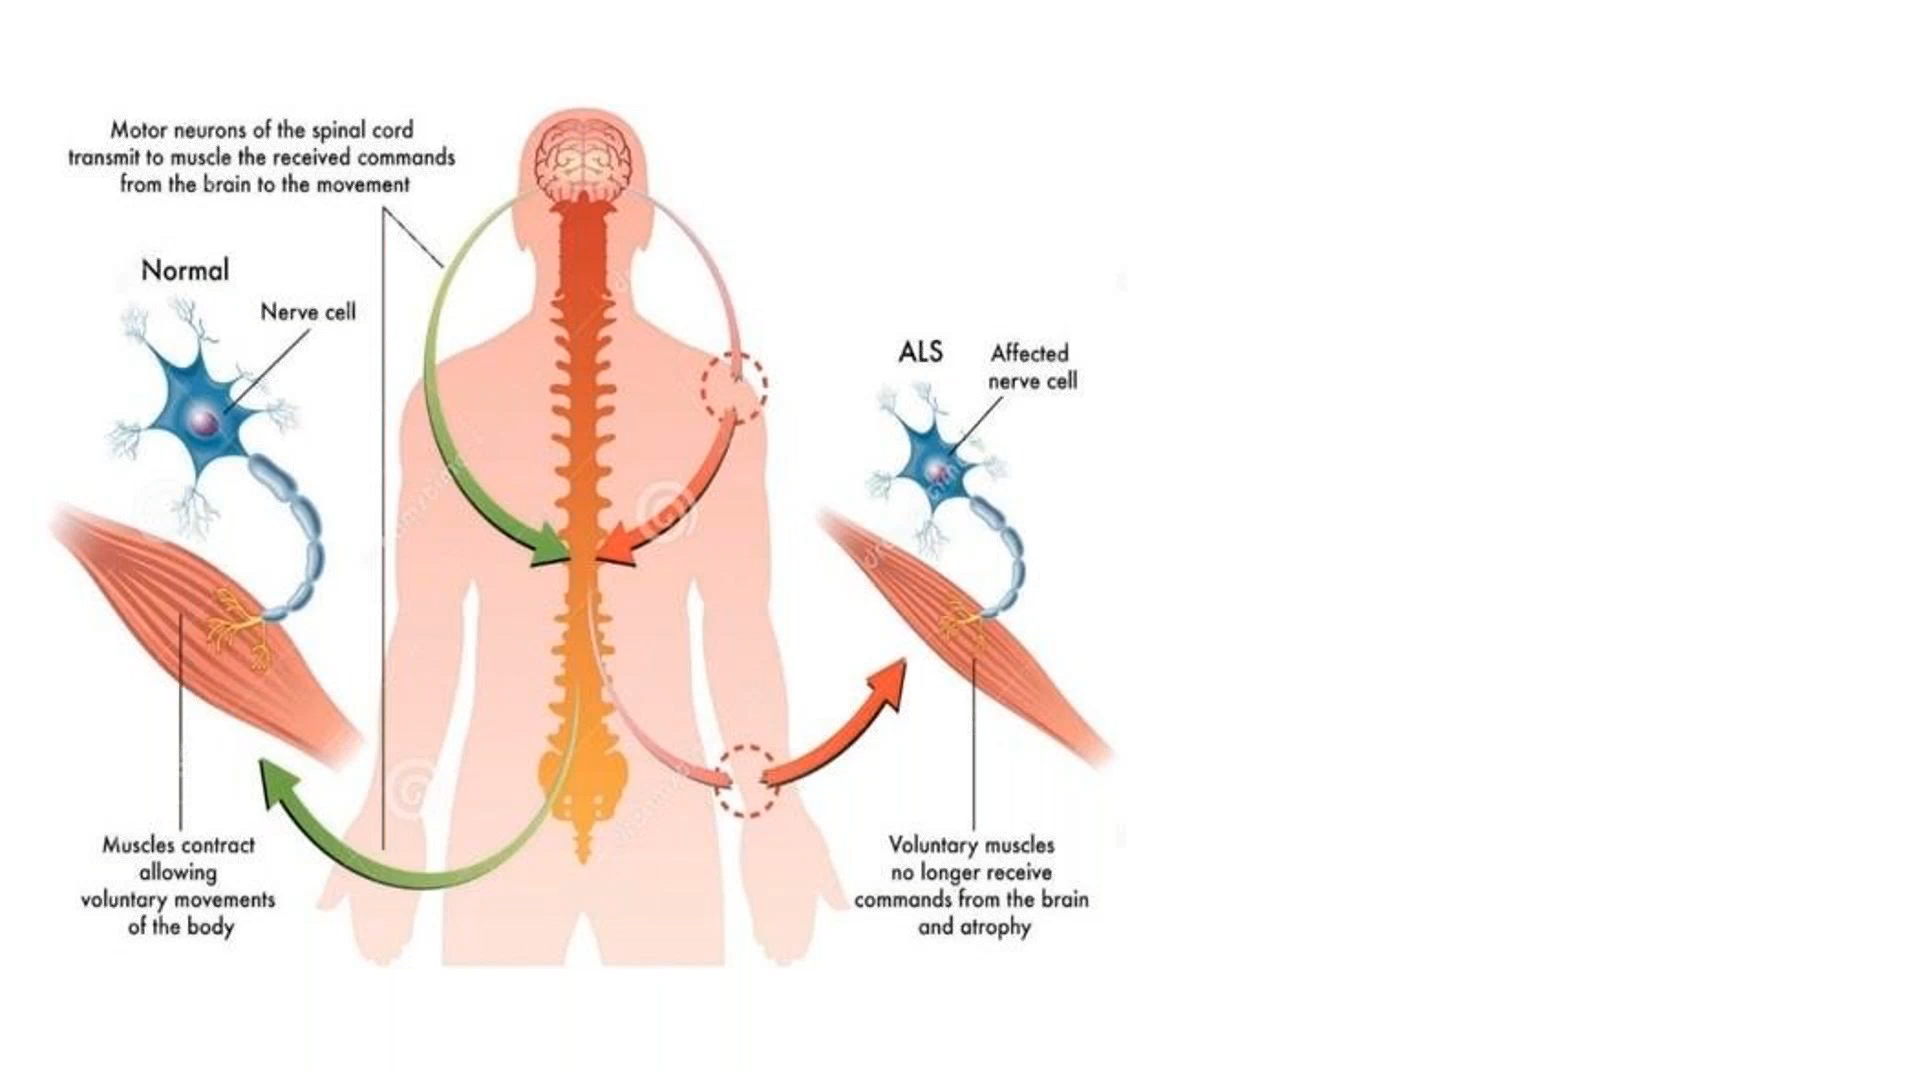 Motor neurons of the spinal cord
transmit to muscle the received commands
from the brain to the movement
Normal
Nerve cell
ALS
Affected
nerve cell
Muscles contract
allowing
voluntary movements
of the body
Voluntary muscles
no longer receive
commands from the brain
and atrophy